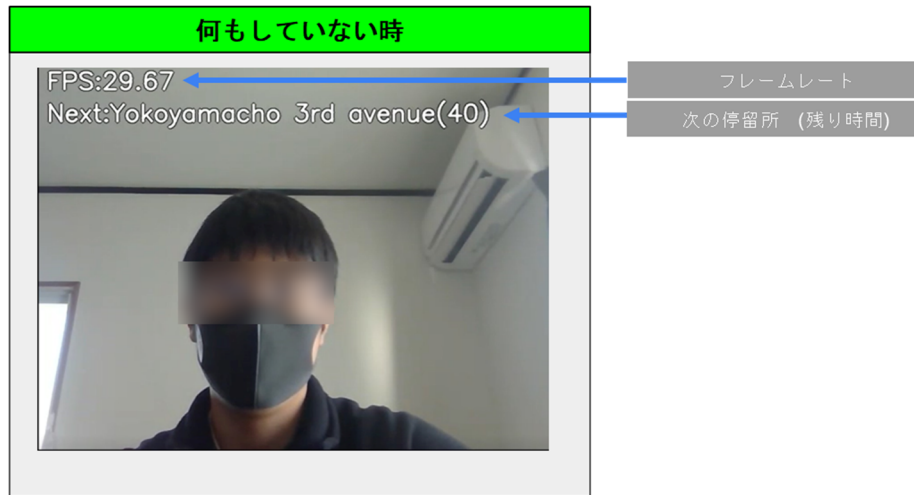 何もしていない時
FPS:29.67
Next:Yokoyamacho 3rd avenue(40)
フレームレート
次の停留所 (残り時間)